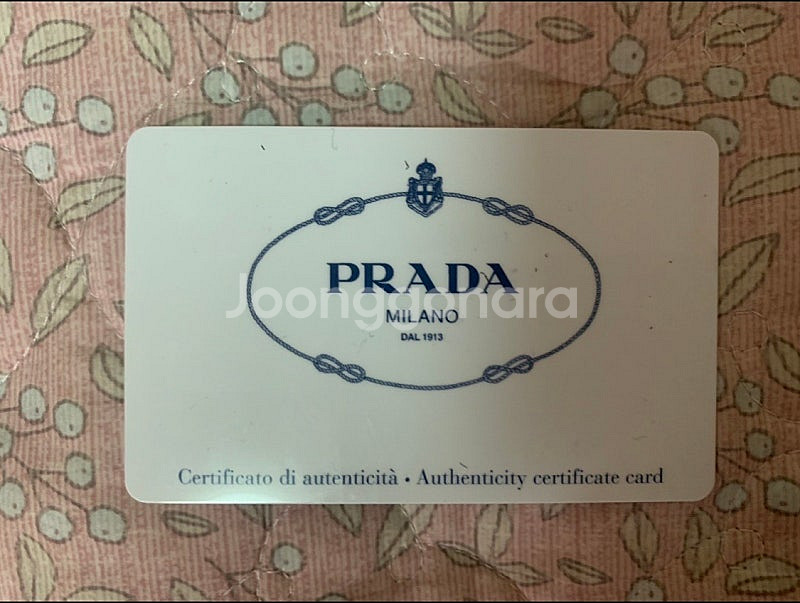 PRADA
Joonggonara
MILANO
DAL 1913
Certificato di autenticità • Authenticity certificate card